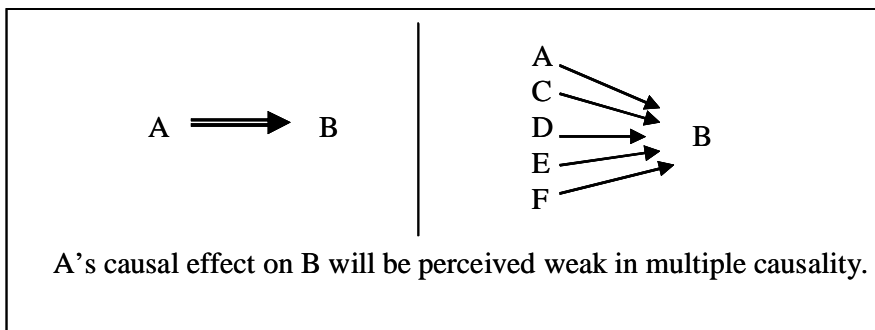 A B
A
C
D
E
F
B
A's causal effect on B will be perceived weak in multiple causality.